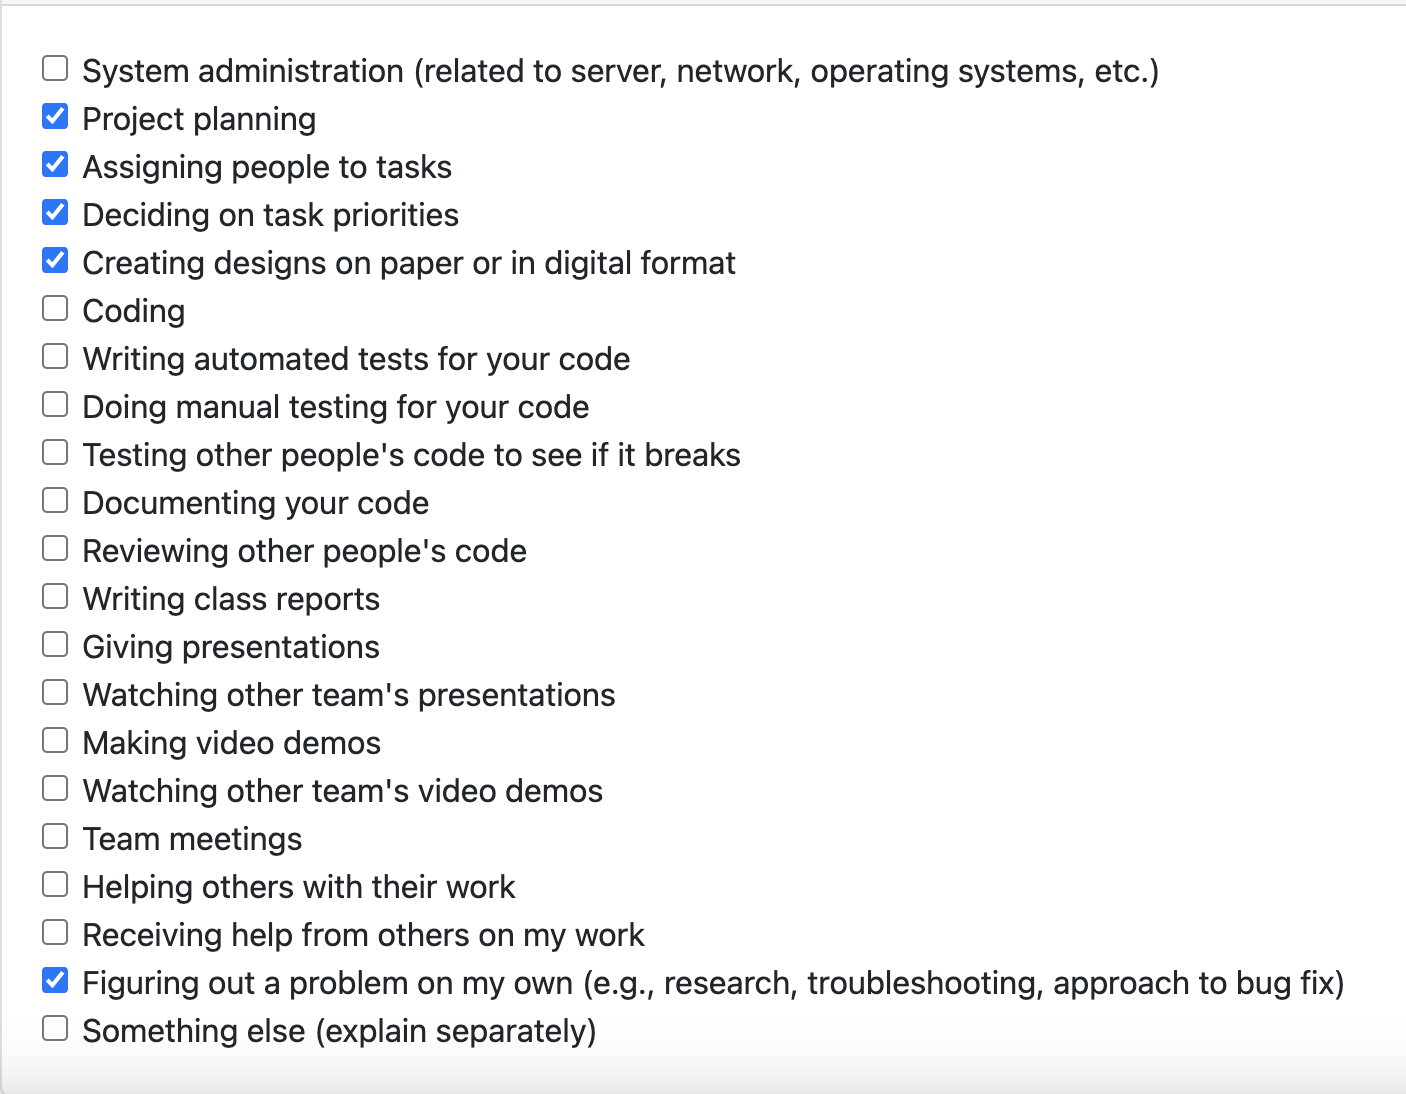 System administration (related to server, network, operating systems, etc.)
Project planning
Assigning people to tasks
Deciding on task priorities
Creating designs on paper or in digital format
Coding
Writing automated tests for your code
Doing manual testing for your code
Testing other people's code to see if it breaks
Documenting your code
Reviewing other people's code
Writing class reports
Giving presentations
Watching other team's presentations
Making video demos
Watching other team's video demos
Team meetings
Helping others with their work
Receiving help from others on my work
Figuring out a problem on my own (e.g., research, troubleshooting, approach to bug fix)
Something else (explain separately)